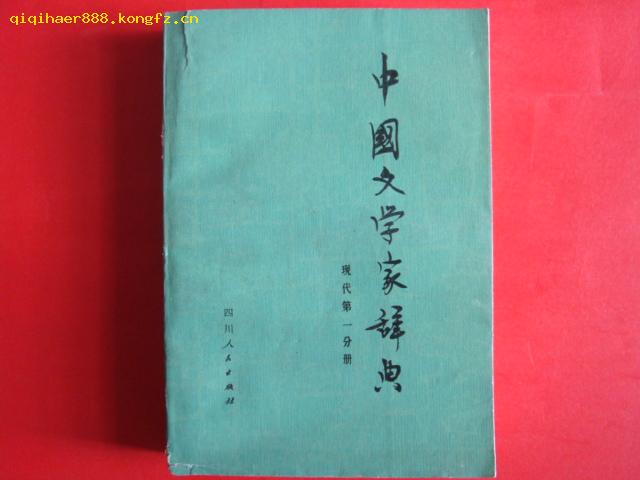 qiqihaer888.kongfz.cn
中國文学家辞典
现代第一分册
四川人民出版社